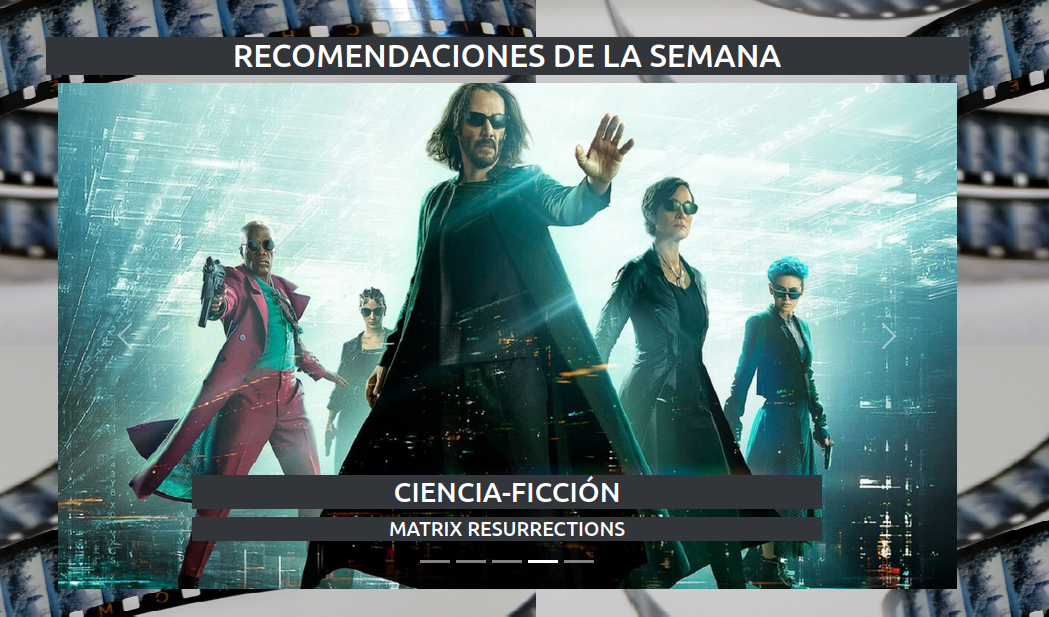 RECOMENDACIONES DE LA SEMANA
CIENCIA-FICCIÓN
MATRIX RESURRECTIONS